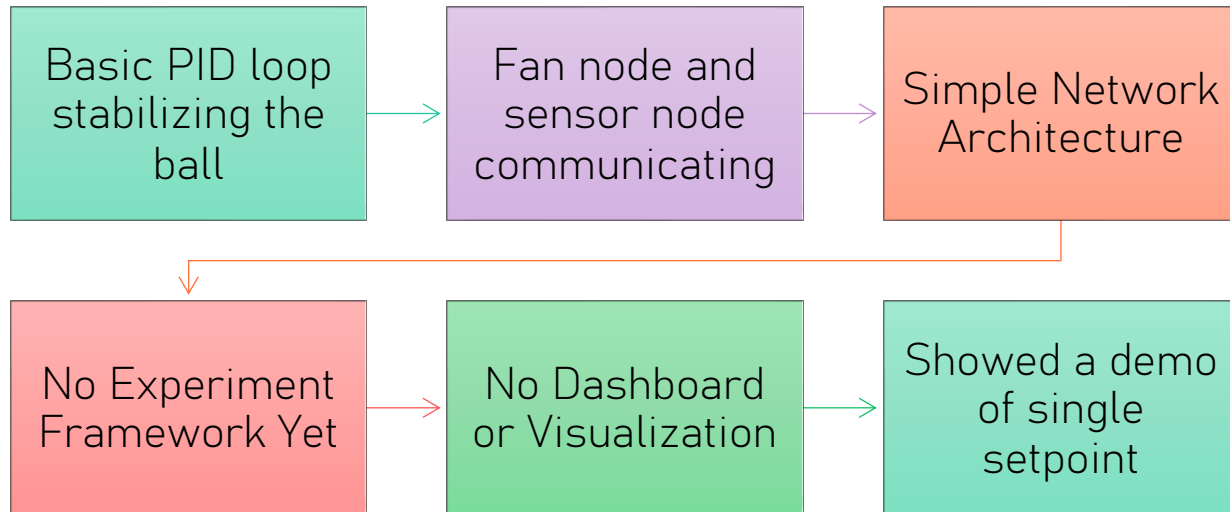 Basic PID loop
stabilizing the
ball
Fan node and
sensor node
communicating
Simple Network
Architecture
No Experiment
Framework Yet
No Dashboard
or Visualization
Showed a demo
of single
setpoint